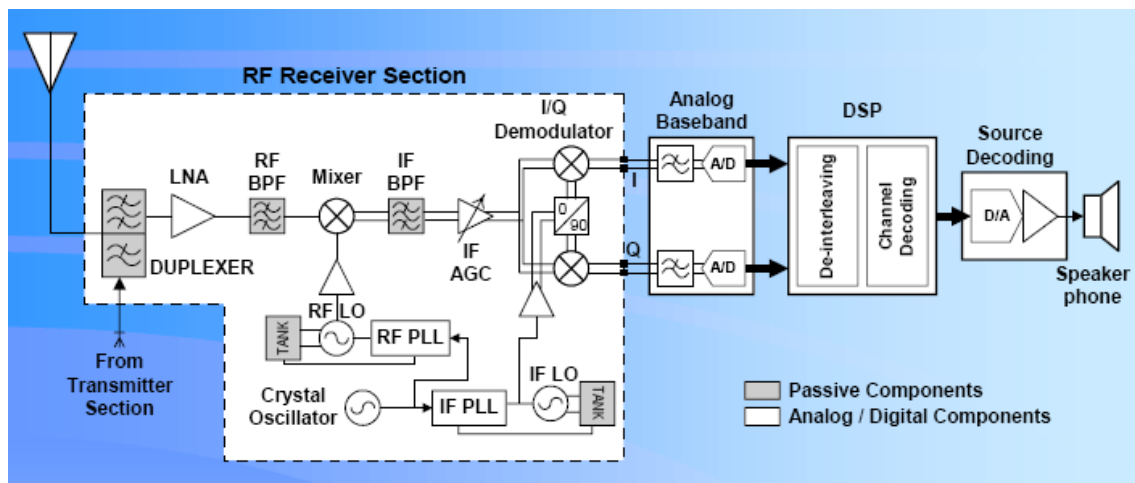 RF Receiver Section
I/Q
Demodulator
Analog
Baseband
DSP
Source
Decoding
LNA
RF
BPF
Mixer
IF
BPF
IF
AGC
0
90
I
Q
A/D
A/D
De-interleaving
Channel
Decoding
D/A
Speaker
phone
DUPLEXER
From
Transmitter
Section
RF LO
TANK
RF PLL
Crystal
Oscillator
IF PLL
IF LO
TANK
Passive Components
Analog / Digital Components